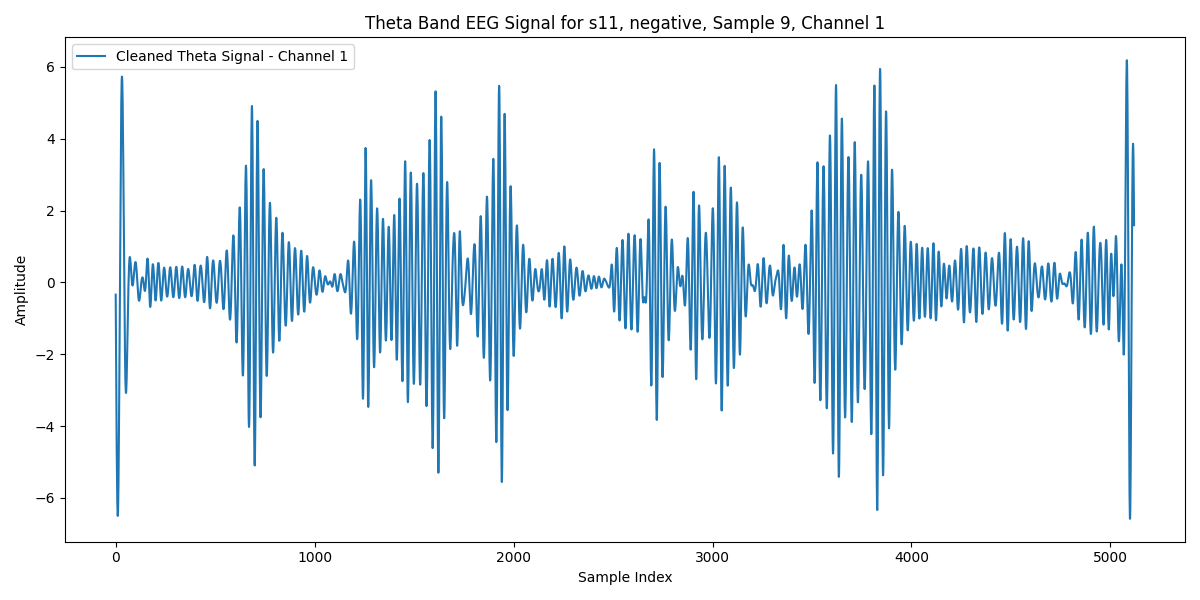 Theta Band EEG Signal for s11, negative, Sample 9, Channel 1
Cleaned Theta Signal - Channel 1
Amplitude
6
4
2
0
−2
−4
−6
0 1000 2000 3000 4000 5000
Sample Index